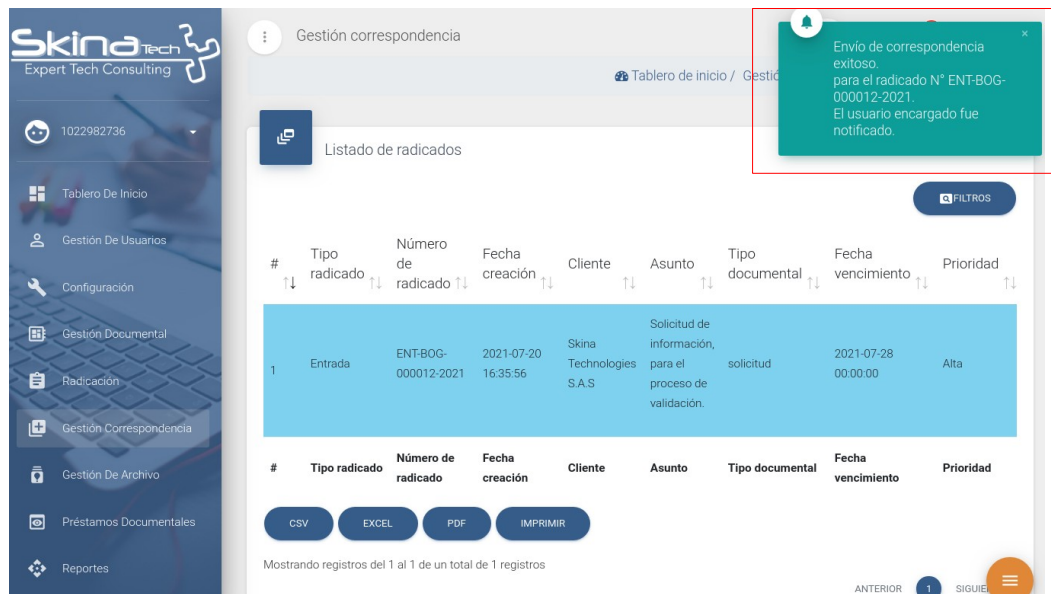 Skina Tech
Expert Tech Consulting
1022982736
Tablero De Inicio
Gestión De Usuarios
Configuración
Gestión Documental
Radicación
Gestión Correspondencia
Gestión De Archivo
Préstamos Documentales
Reportes
Gestión correspondencia
Tablero de inicio / Gestió
Envío de correspondencia
exitoso.
para el radicado N° ENT-BOG-
000012-2021.
El usuario encargado fue
notificado.
×
Listado de radicados
FILTROS
# Tipo radicado Número de radicado Fecha creación Cliente Asunto Tipo documental Fecha vencimiento Prioridad
1 Entrada ENT-BOG-000012-2021 2021-07-20 16:35:56 Skina Technologies S.A.S Solicitud de información, para el proceso de validación. solicitud 2021-07-28 00:00:00 Alta
# Tipo radicado Número de radicado Fecha creación Cliente Asunto Tipo documental Fecha vencimiento Prioridad
CSV EXCEL PDF IMPRIMIR
Mostrando registros del 1 al 1 de un total de 1 registros
ANTERIOR 1 SIGUIE